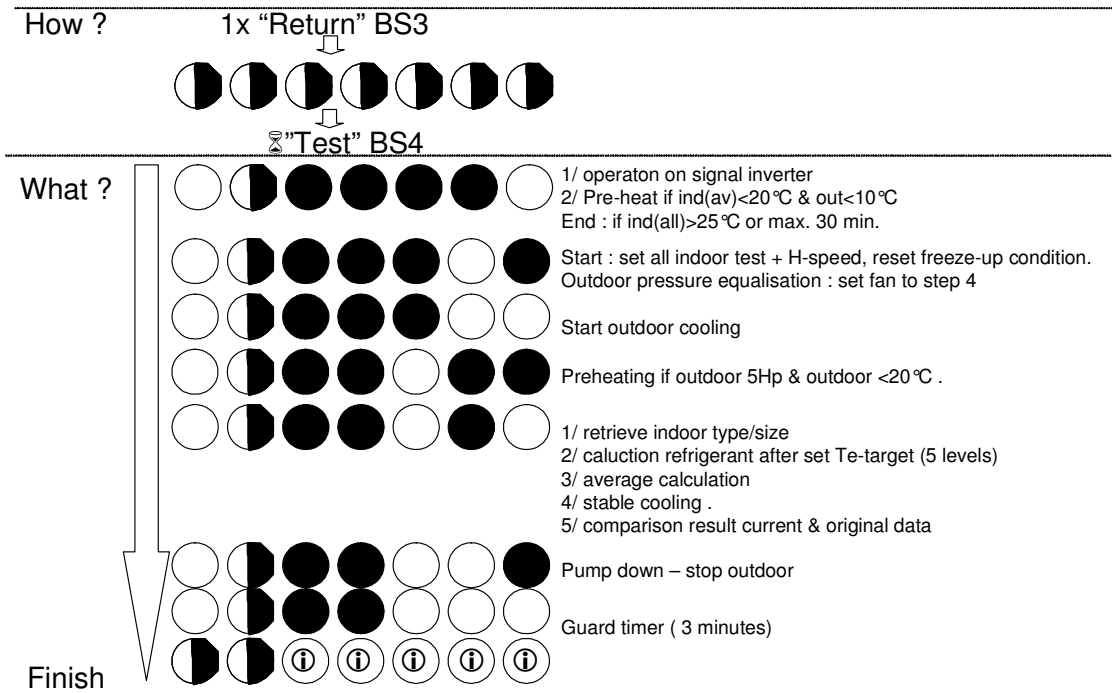 How ?
1x “Return” BS3
⌛”Test” BS4
What ?
1/ operaton on signal inverter
2/ Pre-heat if ind(av)<20°C & out<10°C
End : if ind(all)>25°C or max. 30 min.
Start : set all indoor test + H-speed, reset freeze-up condition.
Outdoor pressure equalisation : set fan to step 4
Start outdoor cooling
Preheating if outdoor 5Hp & outdoor <20°C .
1/ retrieve indoor type/size
2/ caluction refrigerant after set Te-target (5 levels)
3/ average calculation
4/ stable cooling .
5/ comparison result current & original data
Pump down – stop outdoor
Guard timer ( 3 minutes)
i i i i i
Finish